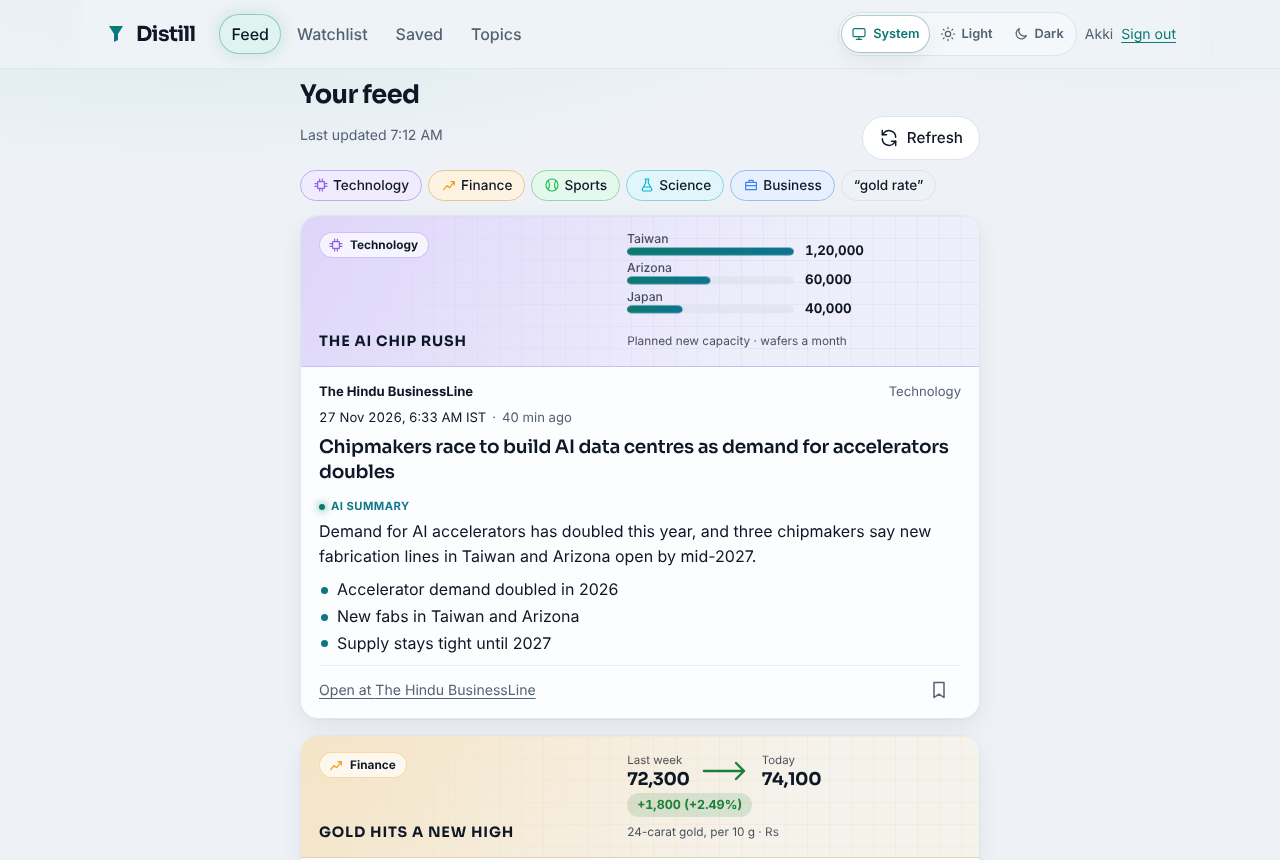 Distill
Feed
Watchlist
Saved
Topics
System
Light
Dark
Akki
Sign out
Your feed
Last updated 7:12 AM
Refresh
Technology
Finance
Sports
Science
Business
“gold rate”
Technology
THE AI CHIP RUSH
Taiwan
1,20,000
Arizona
60,000
Japan
40,000
Planned new capacity · wafers a month
The Hindu BusinessLine
Technology
27 Nov 2026, 6:33 AM IST · 40 min ago
Chipmakers race to build AI data centres as demand for accelerators
doubles
AI SUMMARY
Demand for AI accelerators has doubled this year, and three chipmakers say new
fabrication lines in Taiwan and Arizona open by mid-2027.
Accelerator demand doubled in 2026
New fabs in Taiwan and Arizona
Supply stays tight until 2027
Open at The Hindu BusinessLine
Finance
GOLD HITS A NEW HIGH
Last week
72,300
Today
74,100
+1,800 (+2.49%)
24-carat gold, per 10 g · Rs